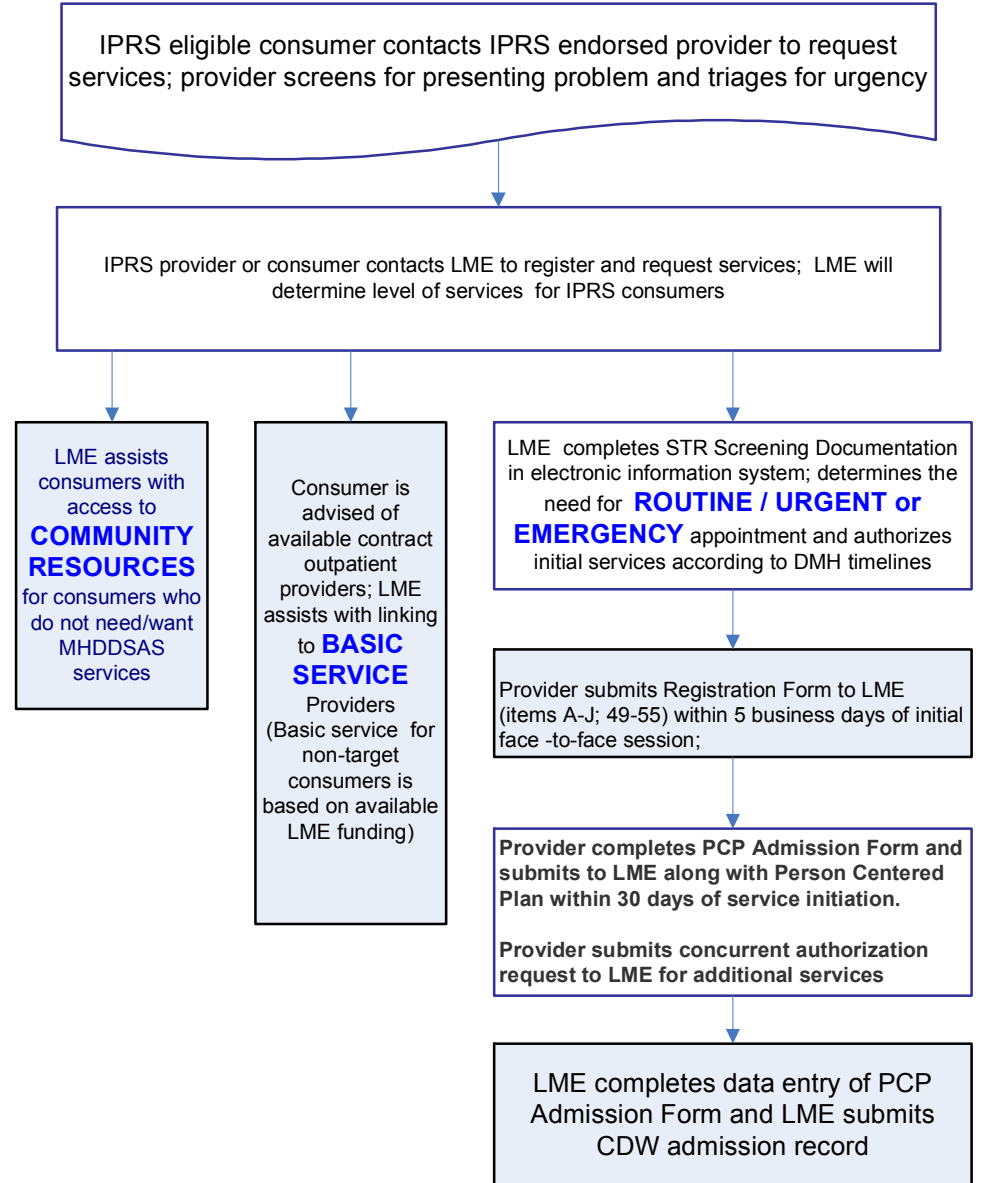 IPRS eligible consumer contacts IPRS endorsed provider to request
services; provider screens for presenting problem and triages for urgency
IPRS provider or consumer contacts LME to register and request services; LME will
determine level of services for IPRS consumers
LME assists
consumers with
access to
COMMUNITY
RESOURCES
for consumers who
do not need/want
MHDDSAS
services
Consumer is
advised of
available contract
outpatient
providers; LME
assists with linking
to BASIC
SERVICE
Providers
(Basic service for
non-target
consumers is
based on available
LME funding)
LME completes STR Screening Documentation
in electronic information system; determines the
need for ROUTINE / URGENT or
EMERGENCY appointment and authorizes
initial services according to DMH timelines
Provider submits Registration Form to LME
(items A-J; 49-55) within 5 business days of initial
face -to-face session;
Provider completes PCP Admission Form and
submits to LME along with Person Centered
Plan within 30 days of service initiation.
Provider submits concurrent authorization
request to LME for additional services
LME completes data entry of PCP
Admission Form and LME submits
CDW admission record